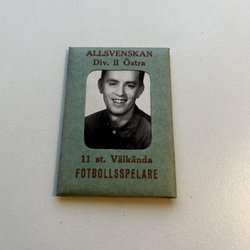 ALLSVENSKAN
Div. II Östra
11 st. Välkända
FOTBOLLSSPELARE